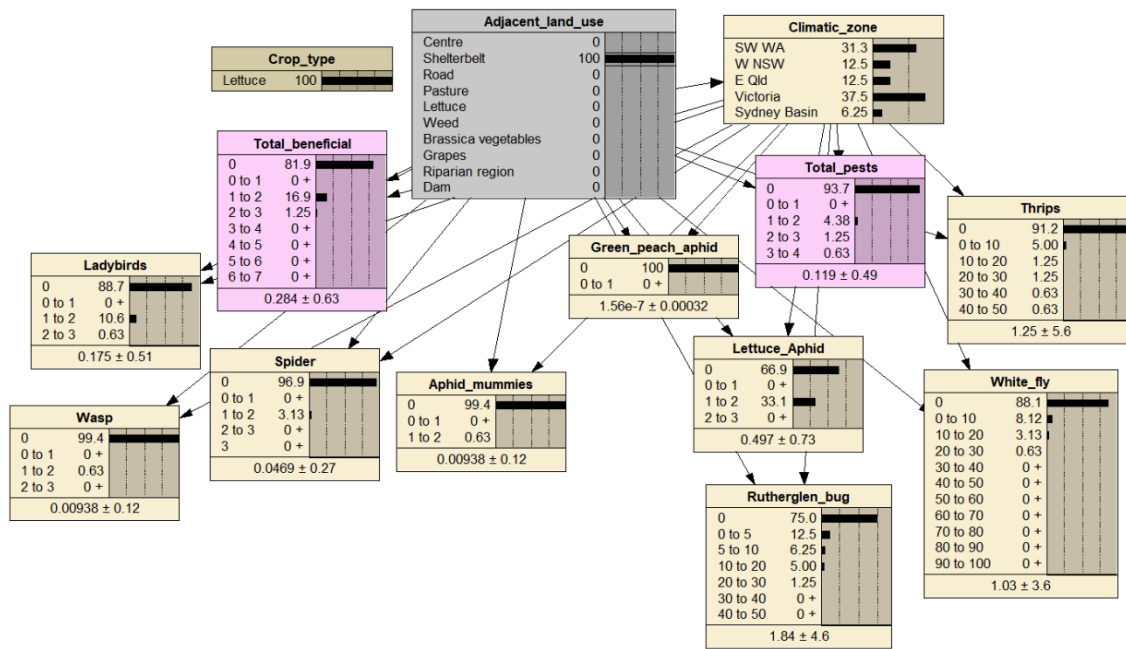 Crop_type
Lettuce 100
Adjacent_land_use
Centre 0
Shelterbelt 100
Road 0
Pasture 0
Lettuce 0
Weed 0
Brassica vegetables 0
Grapes 0
Riparian region 0
Dam 0
Climatic_zone
SW WA 31.3
W NSW 12.5
E Qld 12.5
Victoria 37.5
Sydney Basin 6.25
Total_beneficial
0 81.9
0 to 1 0 +
1 to 2 16.9
2 to 3 1.25
3 to 4 0 +
4 to 5 0 +
5 to 6 0 +
6 to 7 0 +
0.284 ± 0.63
Total_pests
0 93.7
0 to 1 0 +
1 to 2 4.38
2 to 3 1.25
3 to 4 0.63
0.119 ± 0.49
Thrips
0 91.2
0 to 10 5.00
10 to 20 1.25
20 to 30 1.25
30 to 40 0.63
40 to 50 0.63
1.25 ± 5.6
Ladybirds
0 88.7
0 to 1 0 +
1 to 2 10.6
2 to 3 0.63
0.175 ± 0.51
Green_peach_aphid
0 100
0 to 1 0 +
1.56e-7 ± 0.00032
Spider
0 96.9
0 to 1 0 +
1 to 2 3.13
2 to 3 0 +
3 0 +
0.0469 ± 0.27
Aphid_mummies
0 99.4
0 to 1 0 +
1 to 2 0.63
0.00938 ± 0.12
Lettuce_Aphid
0 66.9
0 to 1 0 +
1 to 2 33.1
2 to 3 0 +
0.497 ± 0.73
White_fly
0 88.1
0 to 10 8.12
10 to 20 3.13
20 to 30 0.63
30 to 40 0 +
40 to 50 0 +
50 to 60 0 +
60 to 70 0 +
70 to 80 0 +
80 to 90 0 +
90 to 100 0 +
1.03 ± 3.6
Wasp
0 99.4
0 to 1 0 +
1 to 2 0.63
2 to 3 0 +
0.00938 ± 0.12
Rutherglen_bug
0 75.0
0 to 5 12.5
5 to 10 6.25
10 to 20 5.00
20 to 30 1.25
30 to 40 0 +
40 to 50 0 +
1.84 ± 4.6